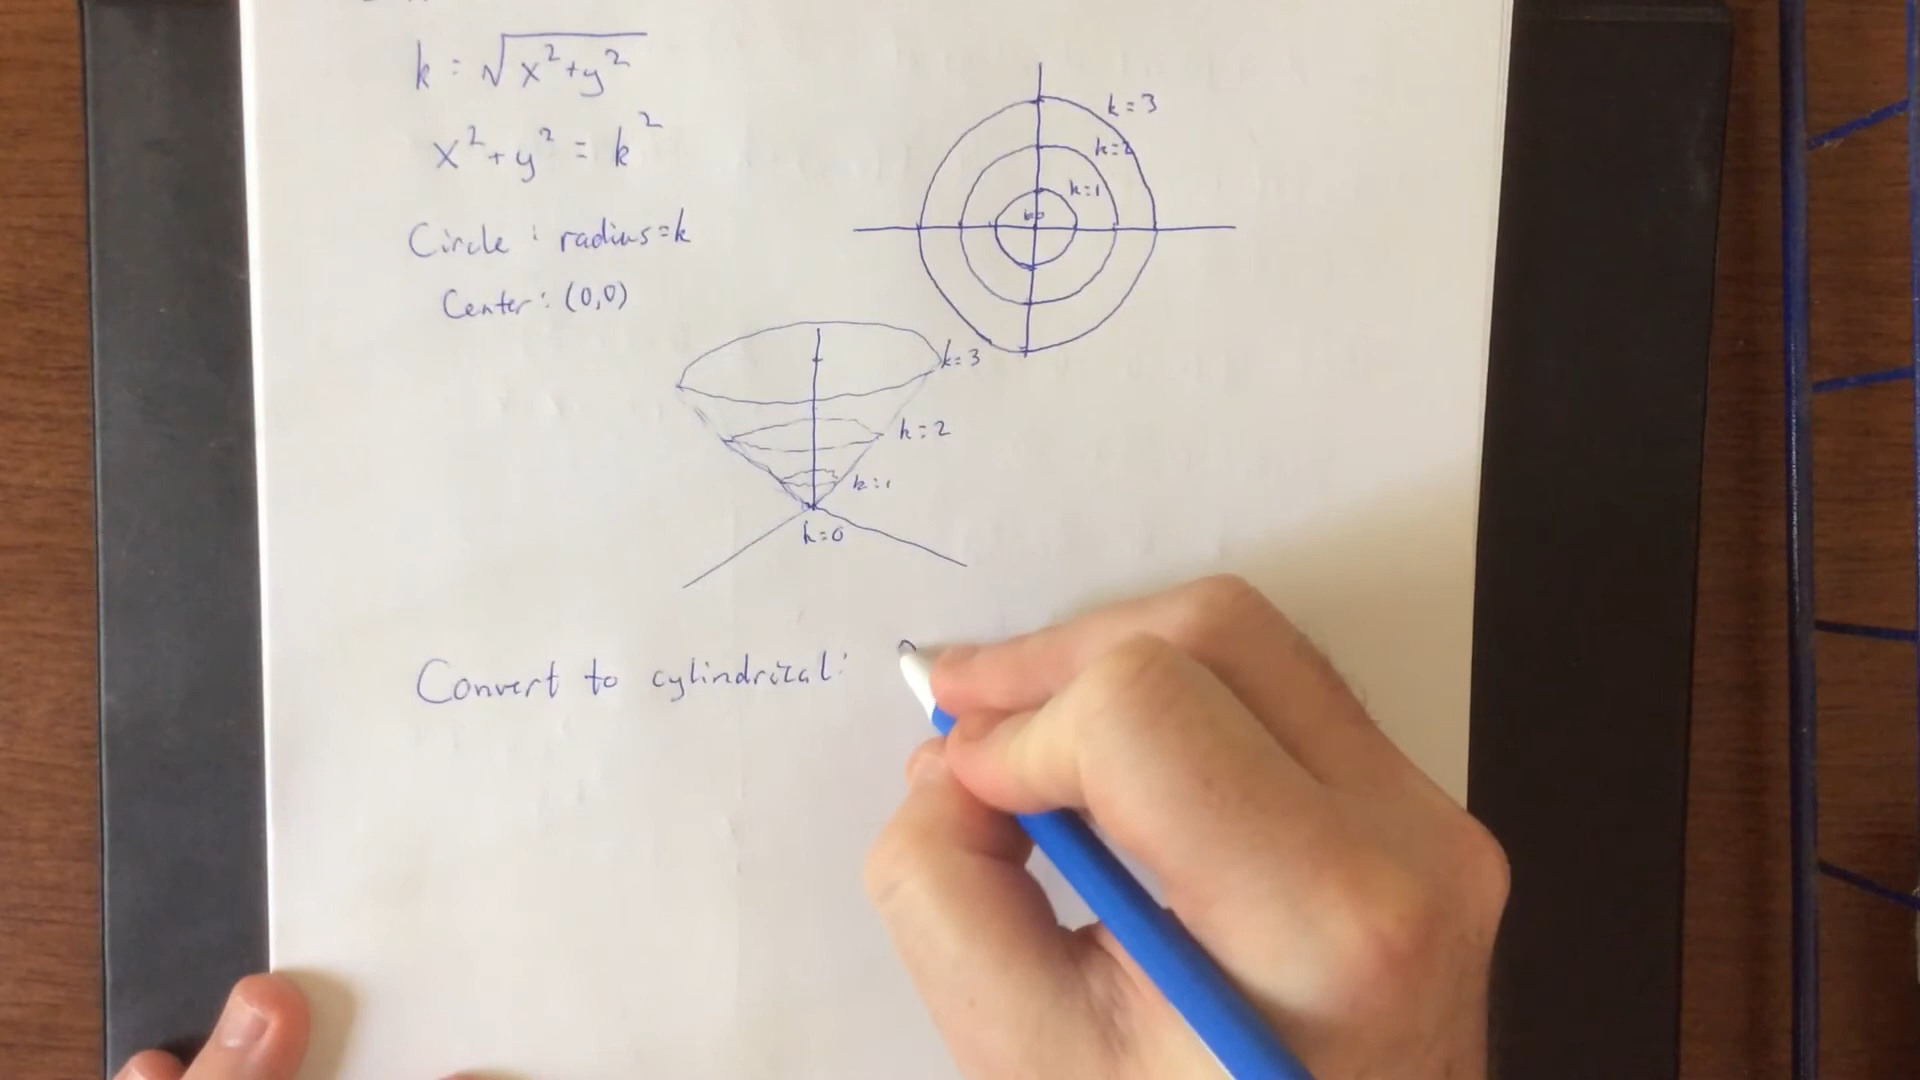 k = √x²+y²
x²+y² = k²
Circle : radius=k
Center : (0,0)
k=3
k=2
k=1
k=3
k=2
k=1
k=0
Convert to cylindrical: